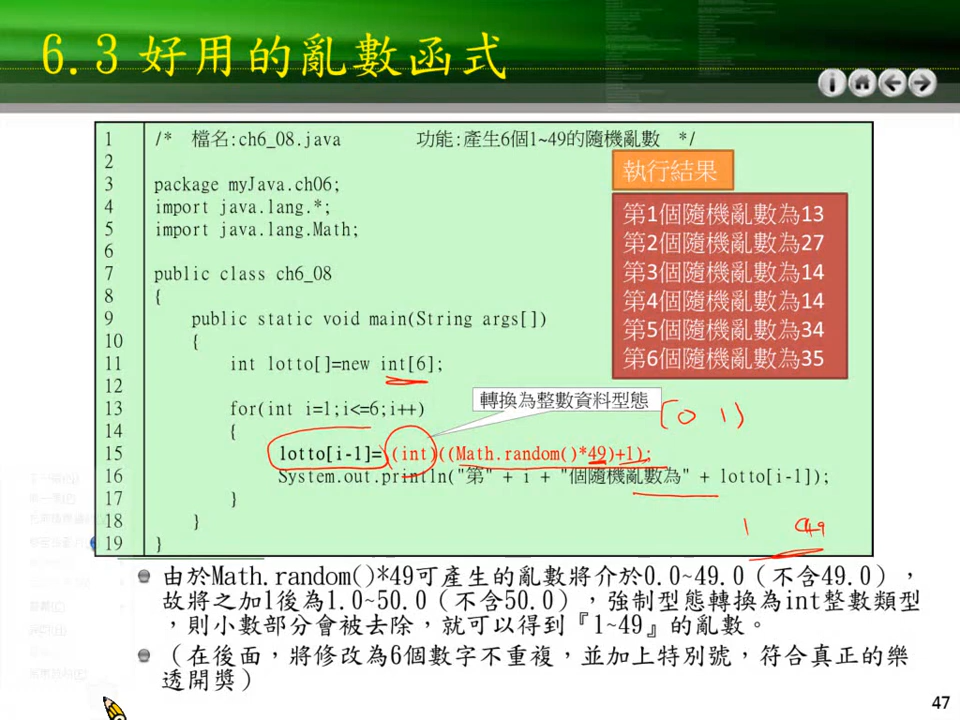 6.3 好用的亂數函式
1 /* 檔名:ch6_08.java 功能:產生6個1~49的隨機亂數 */
2
3 package myJava.ch06;
4 import java.lang.*;
5 import java.lang.Math;
6
7 public class ch6_08
8 {
9 public static void main(String args[])
10 {
11 int lotto[]=new int[6];
12
13 for(int i=1;i<=6;i++)
14 {
15 lotto[i-1]=(int)((Math.random()*49)+1);
16 System.out.println("第" + i + "個隨機亂數為" + lotto[i-1]);
17 }
18 }
19 }
執行結果
第1個隨機亂數為13
第2個隨機亂數為27
第3個隨機亂數為14
第4個隨機亂數為14
第5個隨機亂數為34
第6個隨機亂數為35
轉換為整數資料型態
[0 1)
1 49
由於Math.random()*49可產生的亂數將介於0.0~49.0（不含49.0），
故將之加1後為1.0~50.0（不含50.0），強制型態轉換為int整數類型
，則小數部分會被去除，就可以得到『1~49』的亂數。
（在後面，將修改為6個數字不重複，並加上特別號，符合真正的樂
透開獎）
47